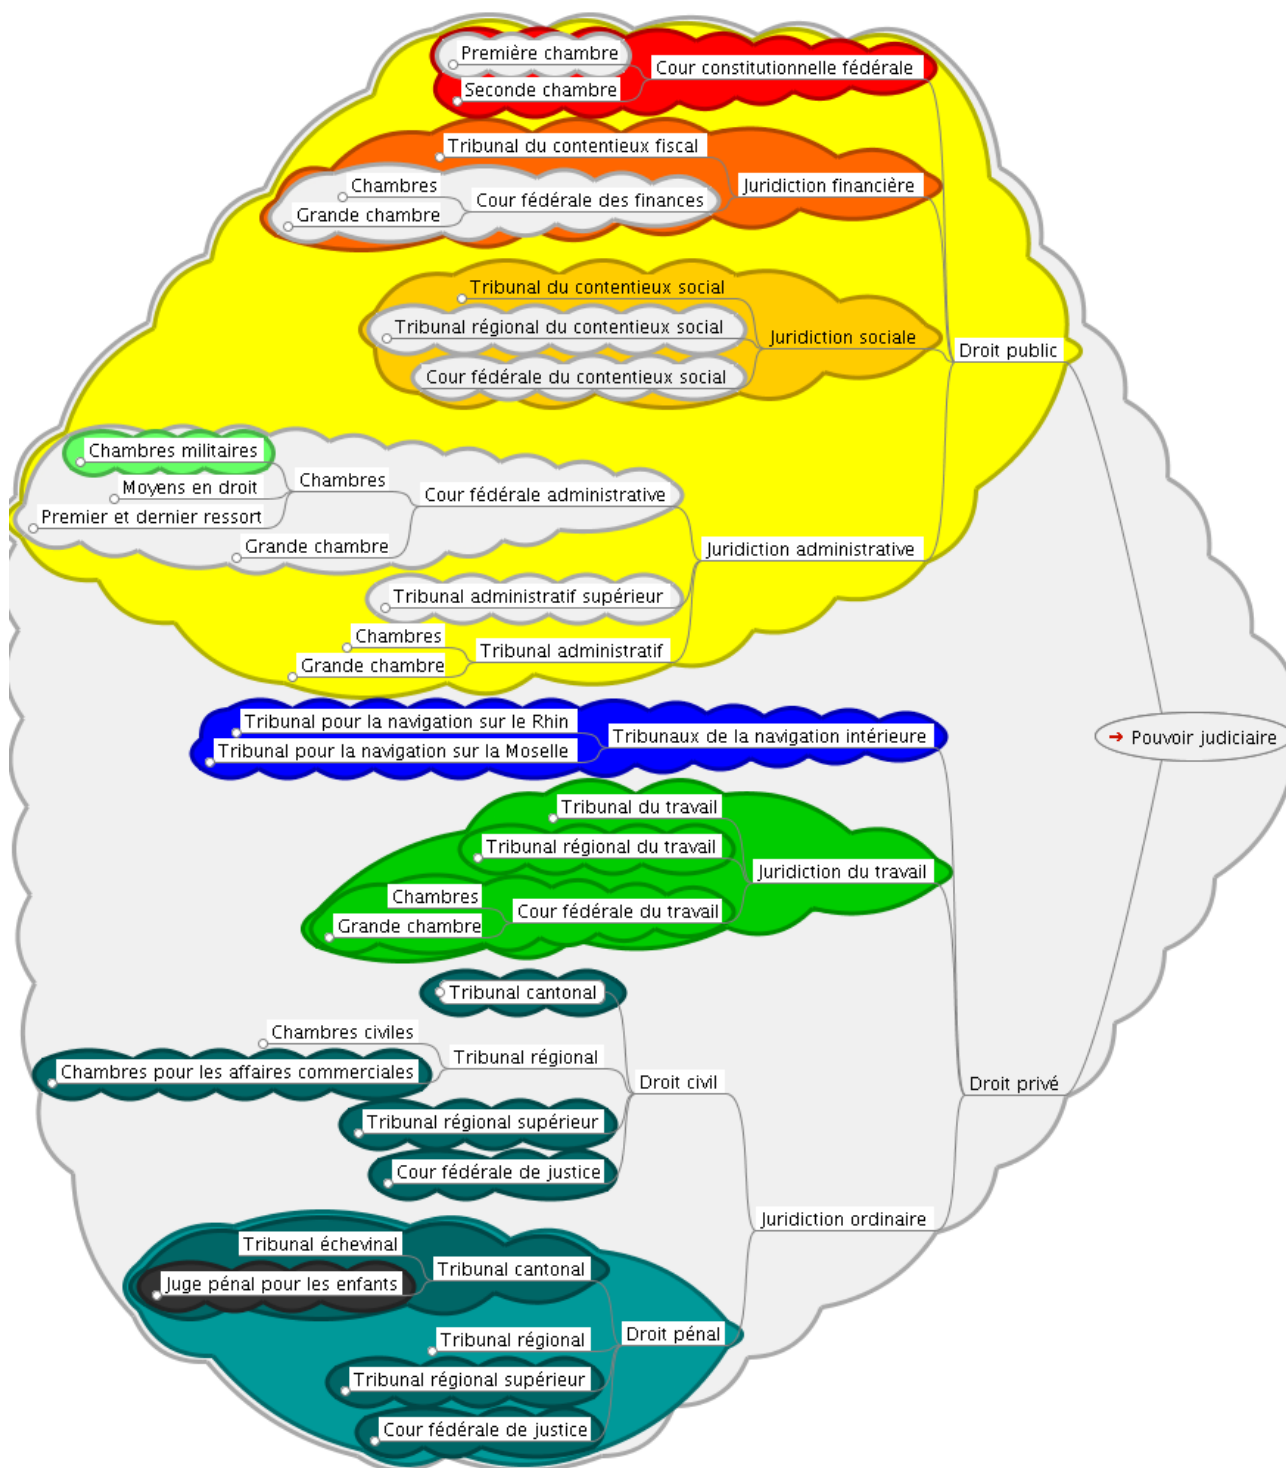 Première chambre
Cour constitutionnelle fédérale
Seconde chambre
Tribunal du contentieux fiscal
Juridiction financière
Chambres
Cour fédérale des finances
Grande chambre
Tribunal du contentieux social
Tribunal régional du contentieux social
Juridiction sociale
Droit public
Cour fédérale du contentieux social
Chambres militaires
Chambres
Moyens en droit
Cour fédérale administrative
Premier et dernier ressort
Grande chambre
Juridiction administrative
Tribunal administratif supérieur
Chambres
Tribunal administratif
Grande chambre
Tribunal pour la navigation sur le Rhin
Tribunaux de la navigation intérieure
➔ Pouvoir judiciaire
Tribunal pour la navigation sur la Moselle
Tribunal du travail
Tribunal régional du travail
Juridiction du travail
Chambres
Cour fédérale du travail
Grande chambre
Tribunal cantonal
Chambres civiles
Tribunal régional
Chambres pour les affaires commerciales
Droit civil
Droit privé
Tribunal régional supérieur
Cour fédérale de justice
Juridiction ordinaire
Tribunal échevinal
Tribunal cantonal
Juge pénal pour les enfants
Droit pénal
Tribunal régional
Tribunal régional supérieur
Cour fédérale de justice